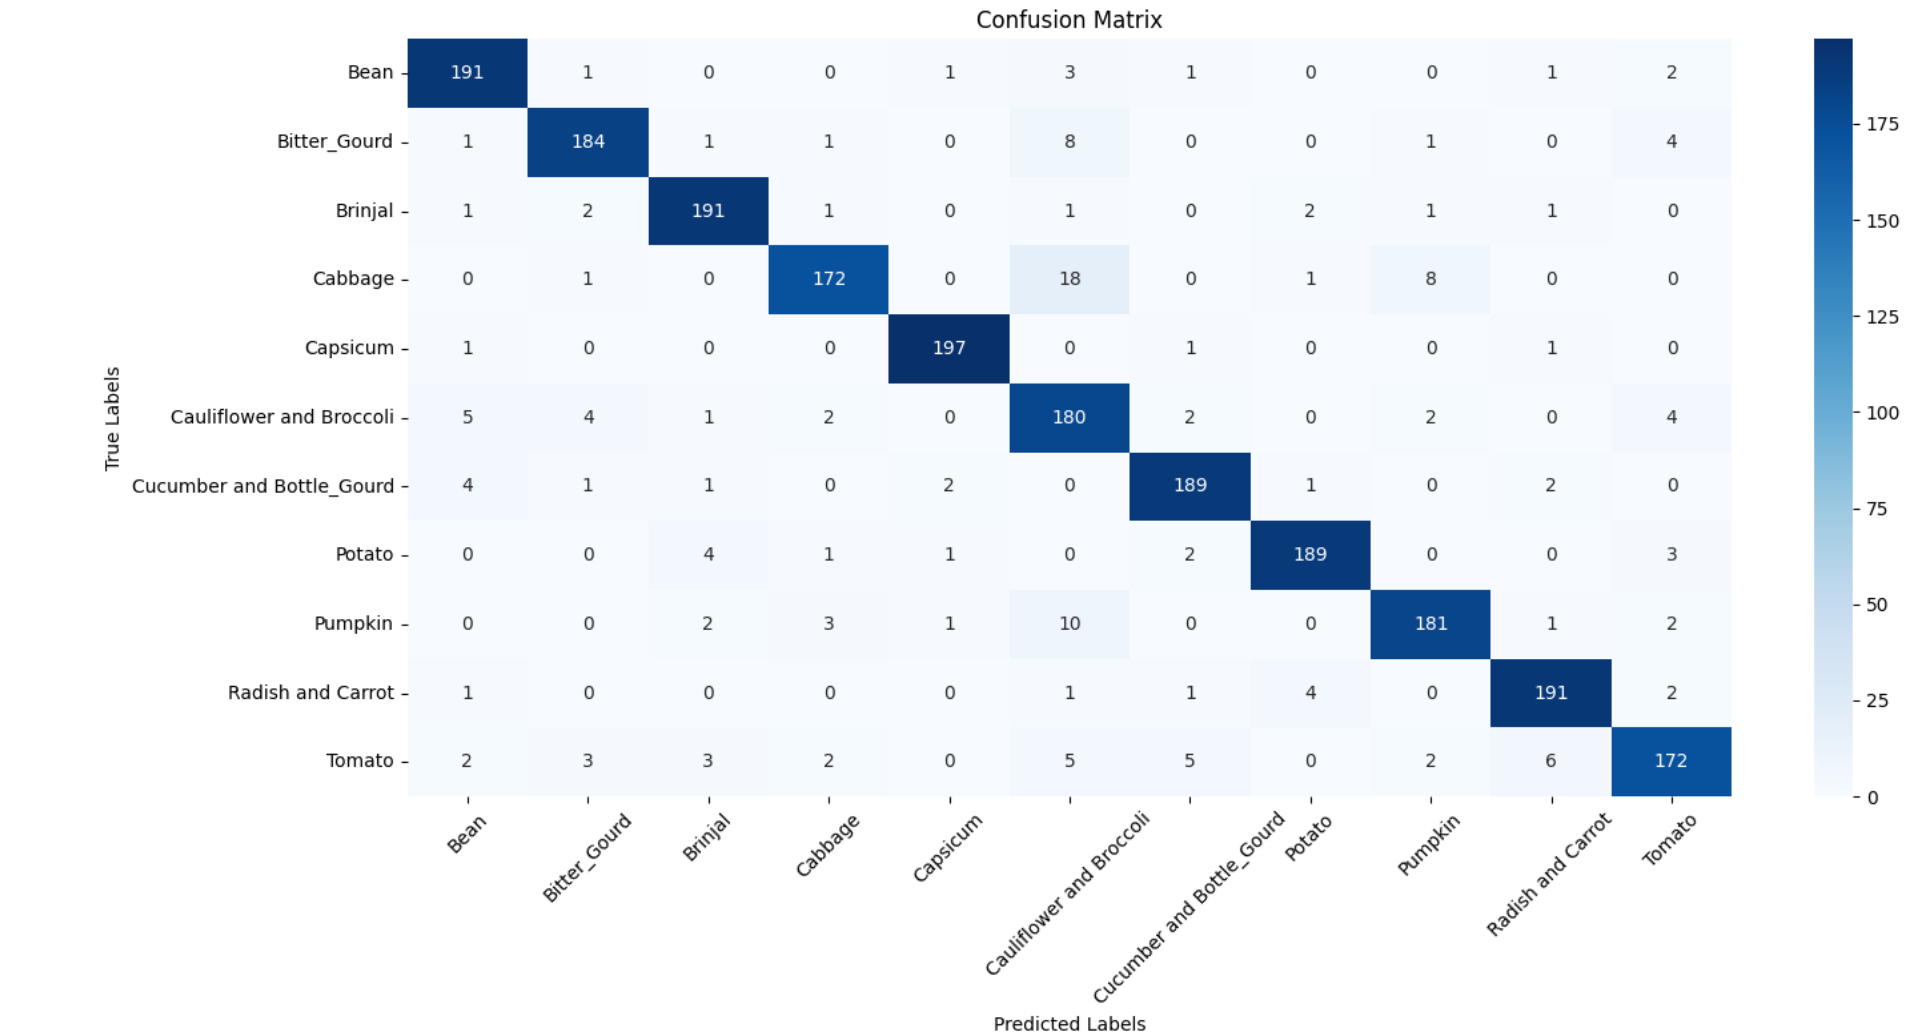 Confusion Matrix
Bean 191 1 0 0 1 3 1 0 0 1 2
Bitter_Gourd 1 184 1 1 0 8 0 0 1 0 4
Brinjal 1 2 191 1 0 1 0 2 1 1 0
Cabbage 0 1 0 172 0 18 0 1 8 0 0
Capsicum 1 0 0 0 197 0 1 0 0 1 0
Cauliflower and Broccoli 5 4 1 2 0 180 2 0 2 0 4
Cucumber and Bottle_Gourd 4 1 1 0 2 0 189 1 0 2 0
Potato 0 0 4 1 1 0 2 189 0 0 3
Pumpkin 0 0 2 3 1 10 0 0 181 1 2
Radish and Carrot 1 0 0 0 0 1 1 4 0 191 2
Tomato 2 3 3 2 0 5 5 0 2 6 172
True Labels
Bean
Bitter_Gourd
Brinjal
Cabbage
Capsicum
Cauliflower and Broccoli
Cucumber and Bottle_Gourd
Potato
Pumpkin
Radish and Carrot
Tomato
Predicted Labels
175
150
125
100
75
50
25
0